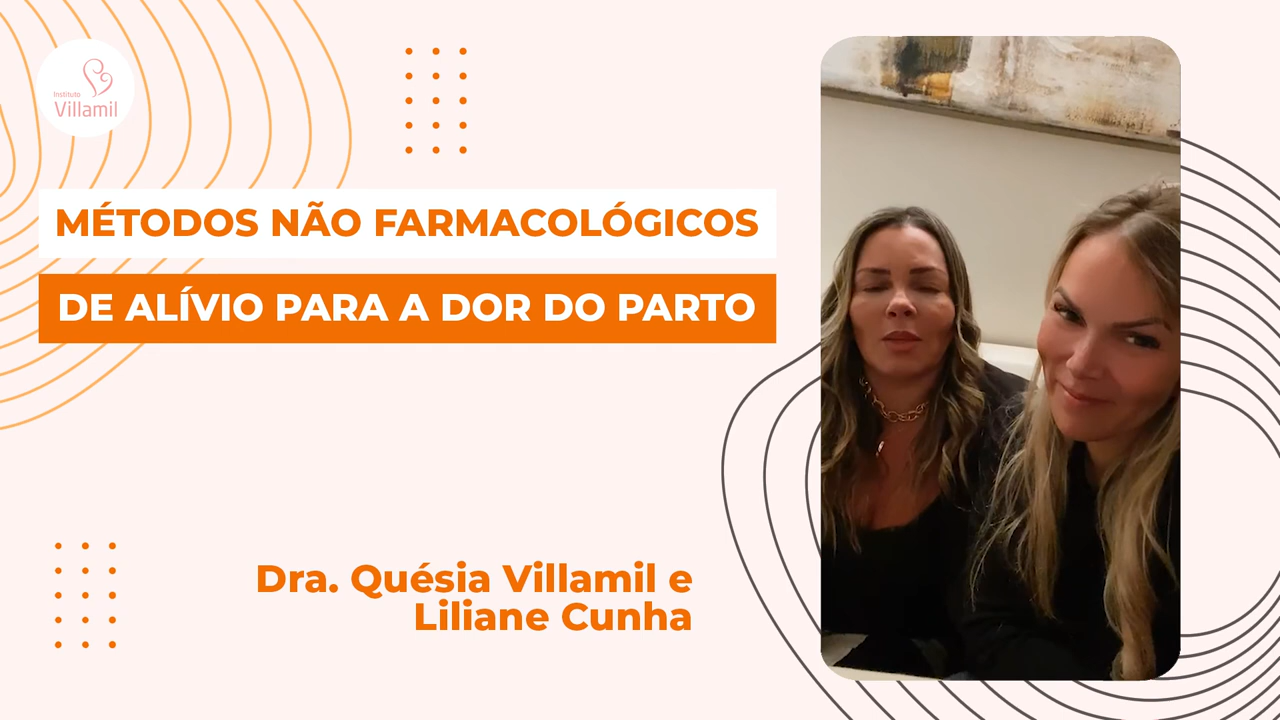 Instituto
Villamil
MÉTODOS NÃO FARMACOLÓGICOS
DE ALÍVIO PARA A DOR DO PARTO
Dra. Quésia Villamil e
Liliane Cunha